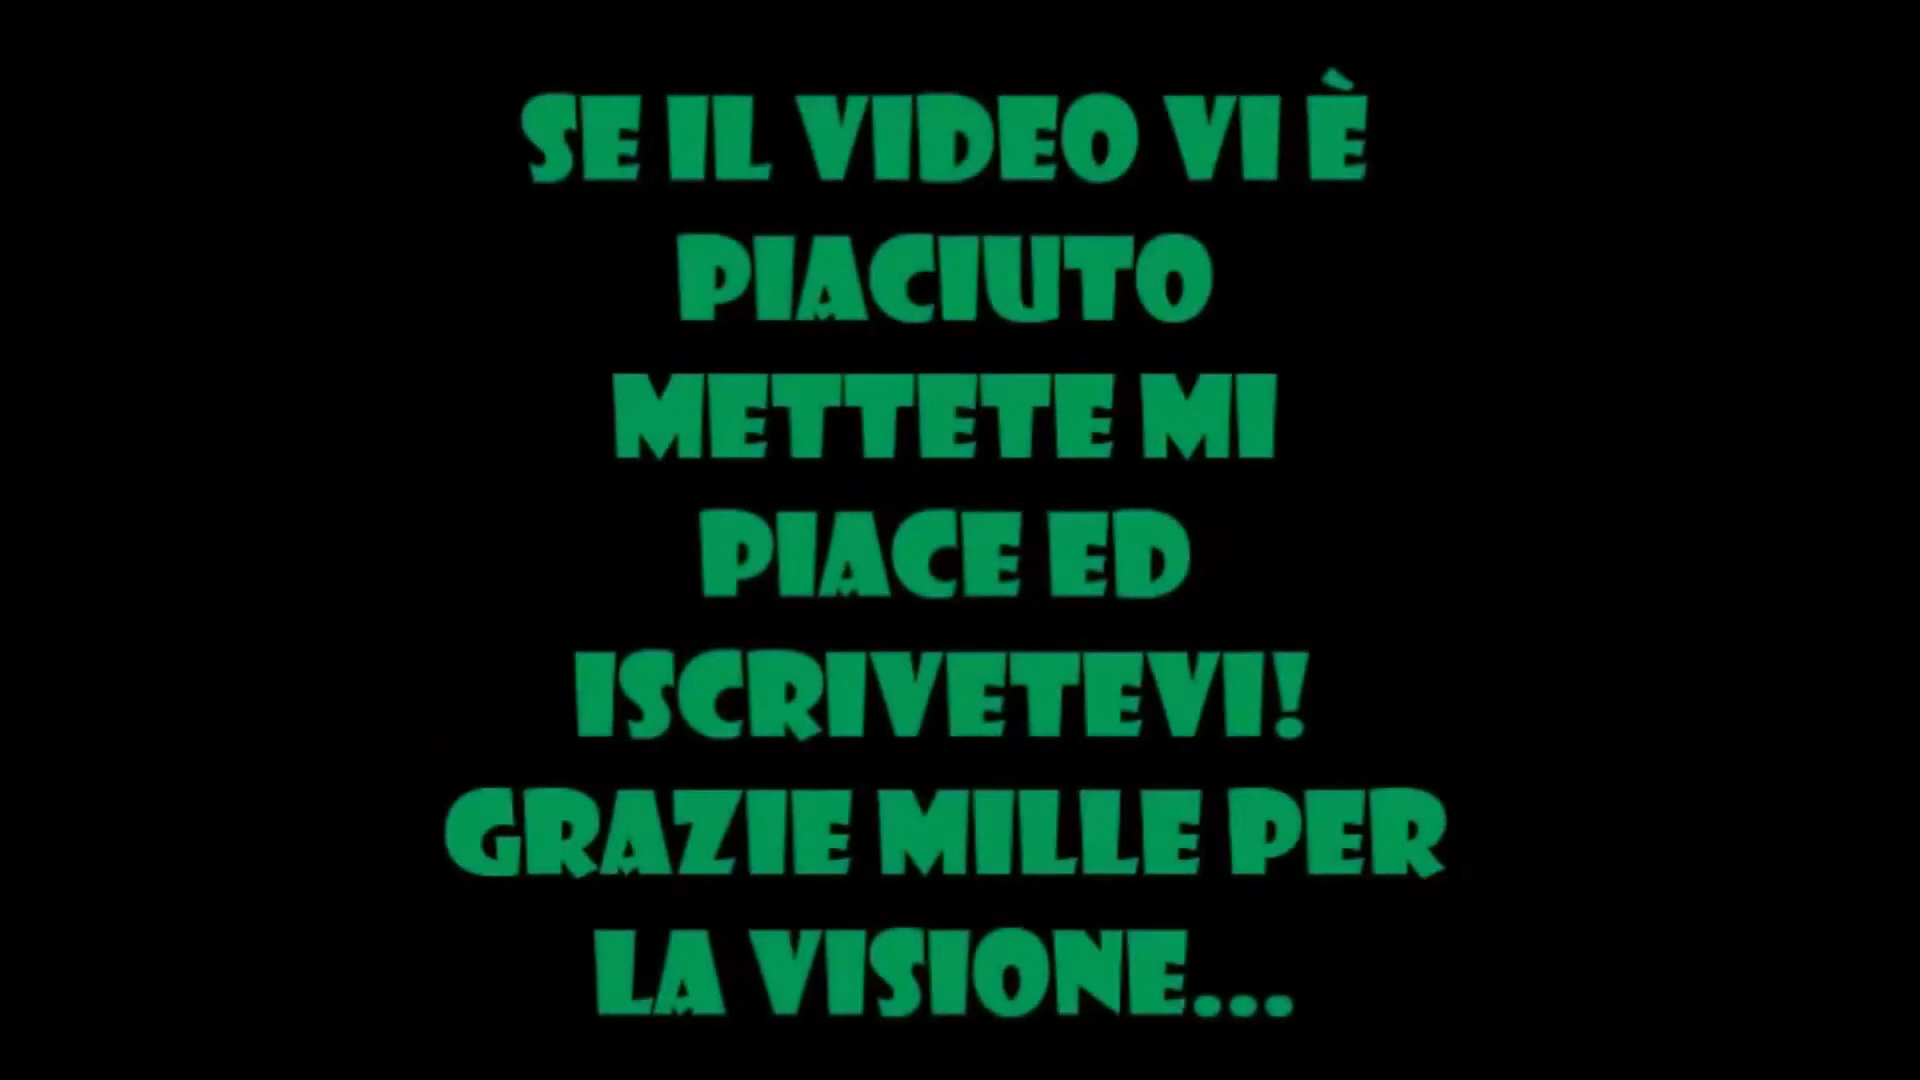 SE IL VIDEO VI È
PIACIUTO
METTETE MI
PIACE ED
ISCRIVETEVI!
GRAZIE MILLE PER
LA VISIONE...